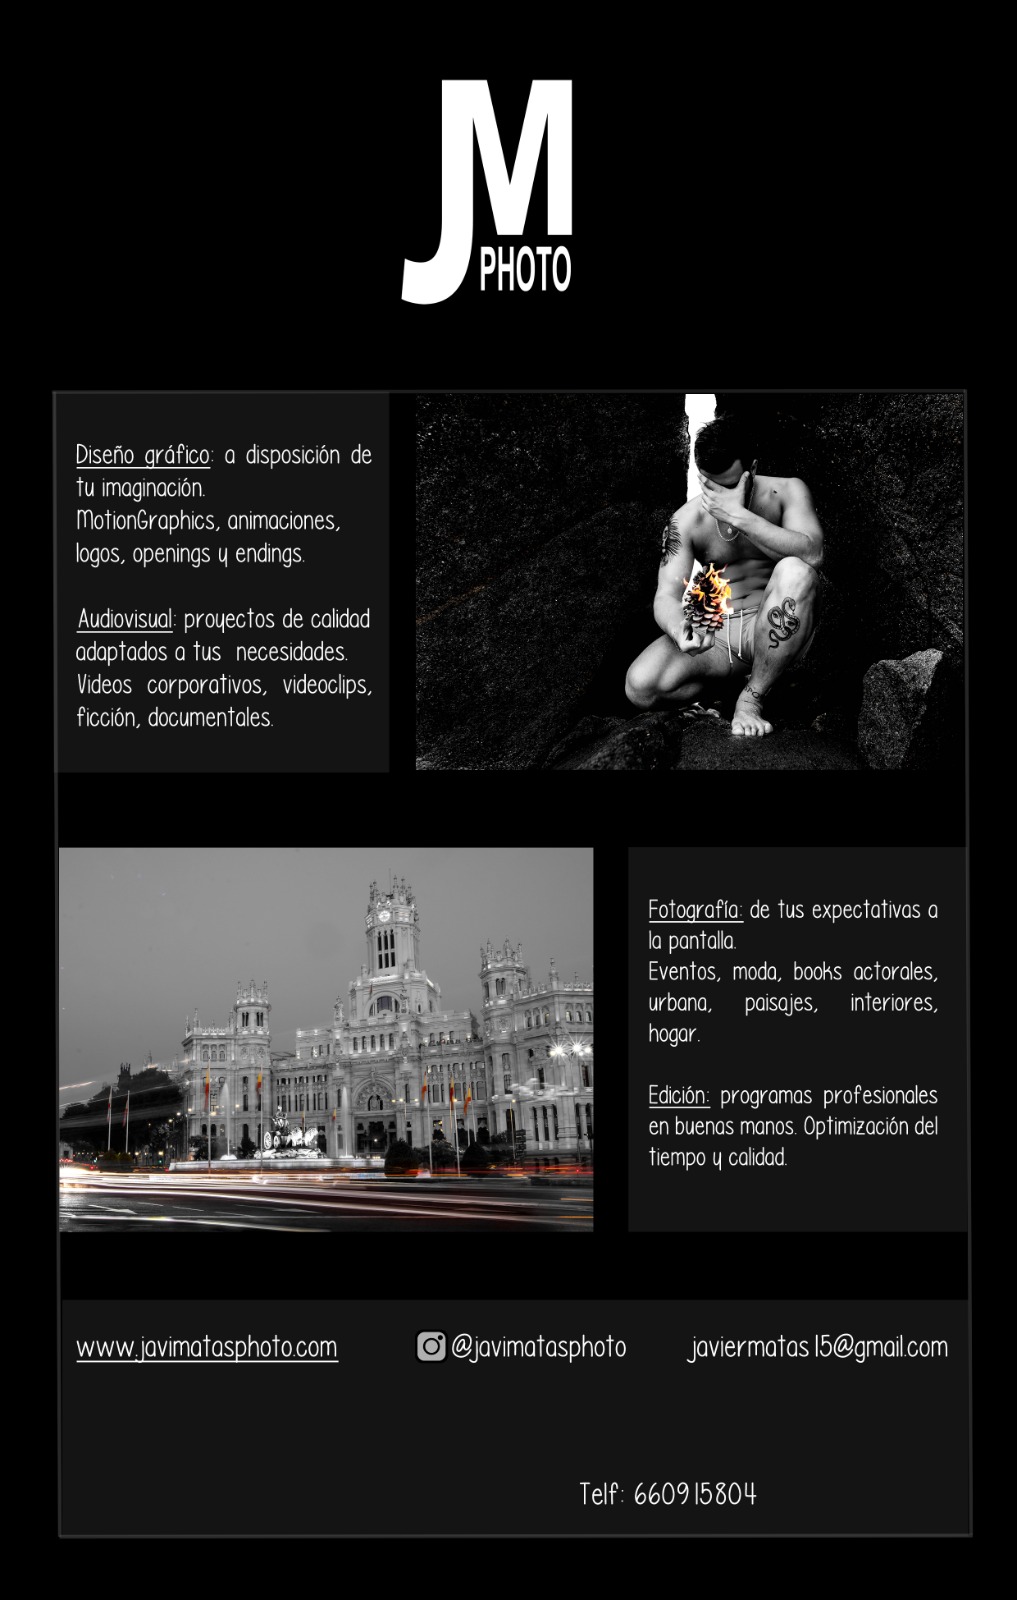 JM
PHOTO
Diseño gráfico: a disposición de
tu imaginación.
MotionGraphics, animaciones,
logos, openings y endings.
Audiovisual: proyectos de calidad
adaptados a tus necesidades.
Videos corporativos, videoclips,
ficción, documentales.
Fotografía: de tus expectativas a
la pantalla.
Eventos, moda, books actorales,
urbana, paisajes, interiores,
hogar.
Edición: programas profesionales
en buenas manos. Optimización del
tiempo y calidad.
www.javimatasphoto.com
@javimatasphoto
javiermatas15@gmail.com
Telf: 660915804